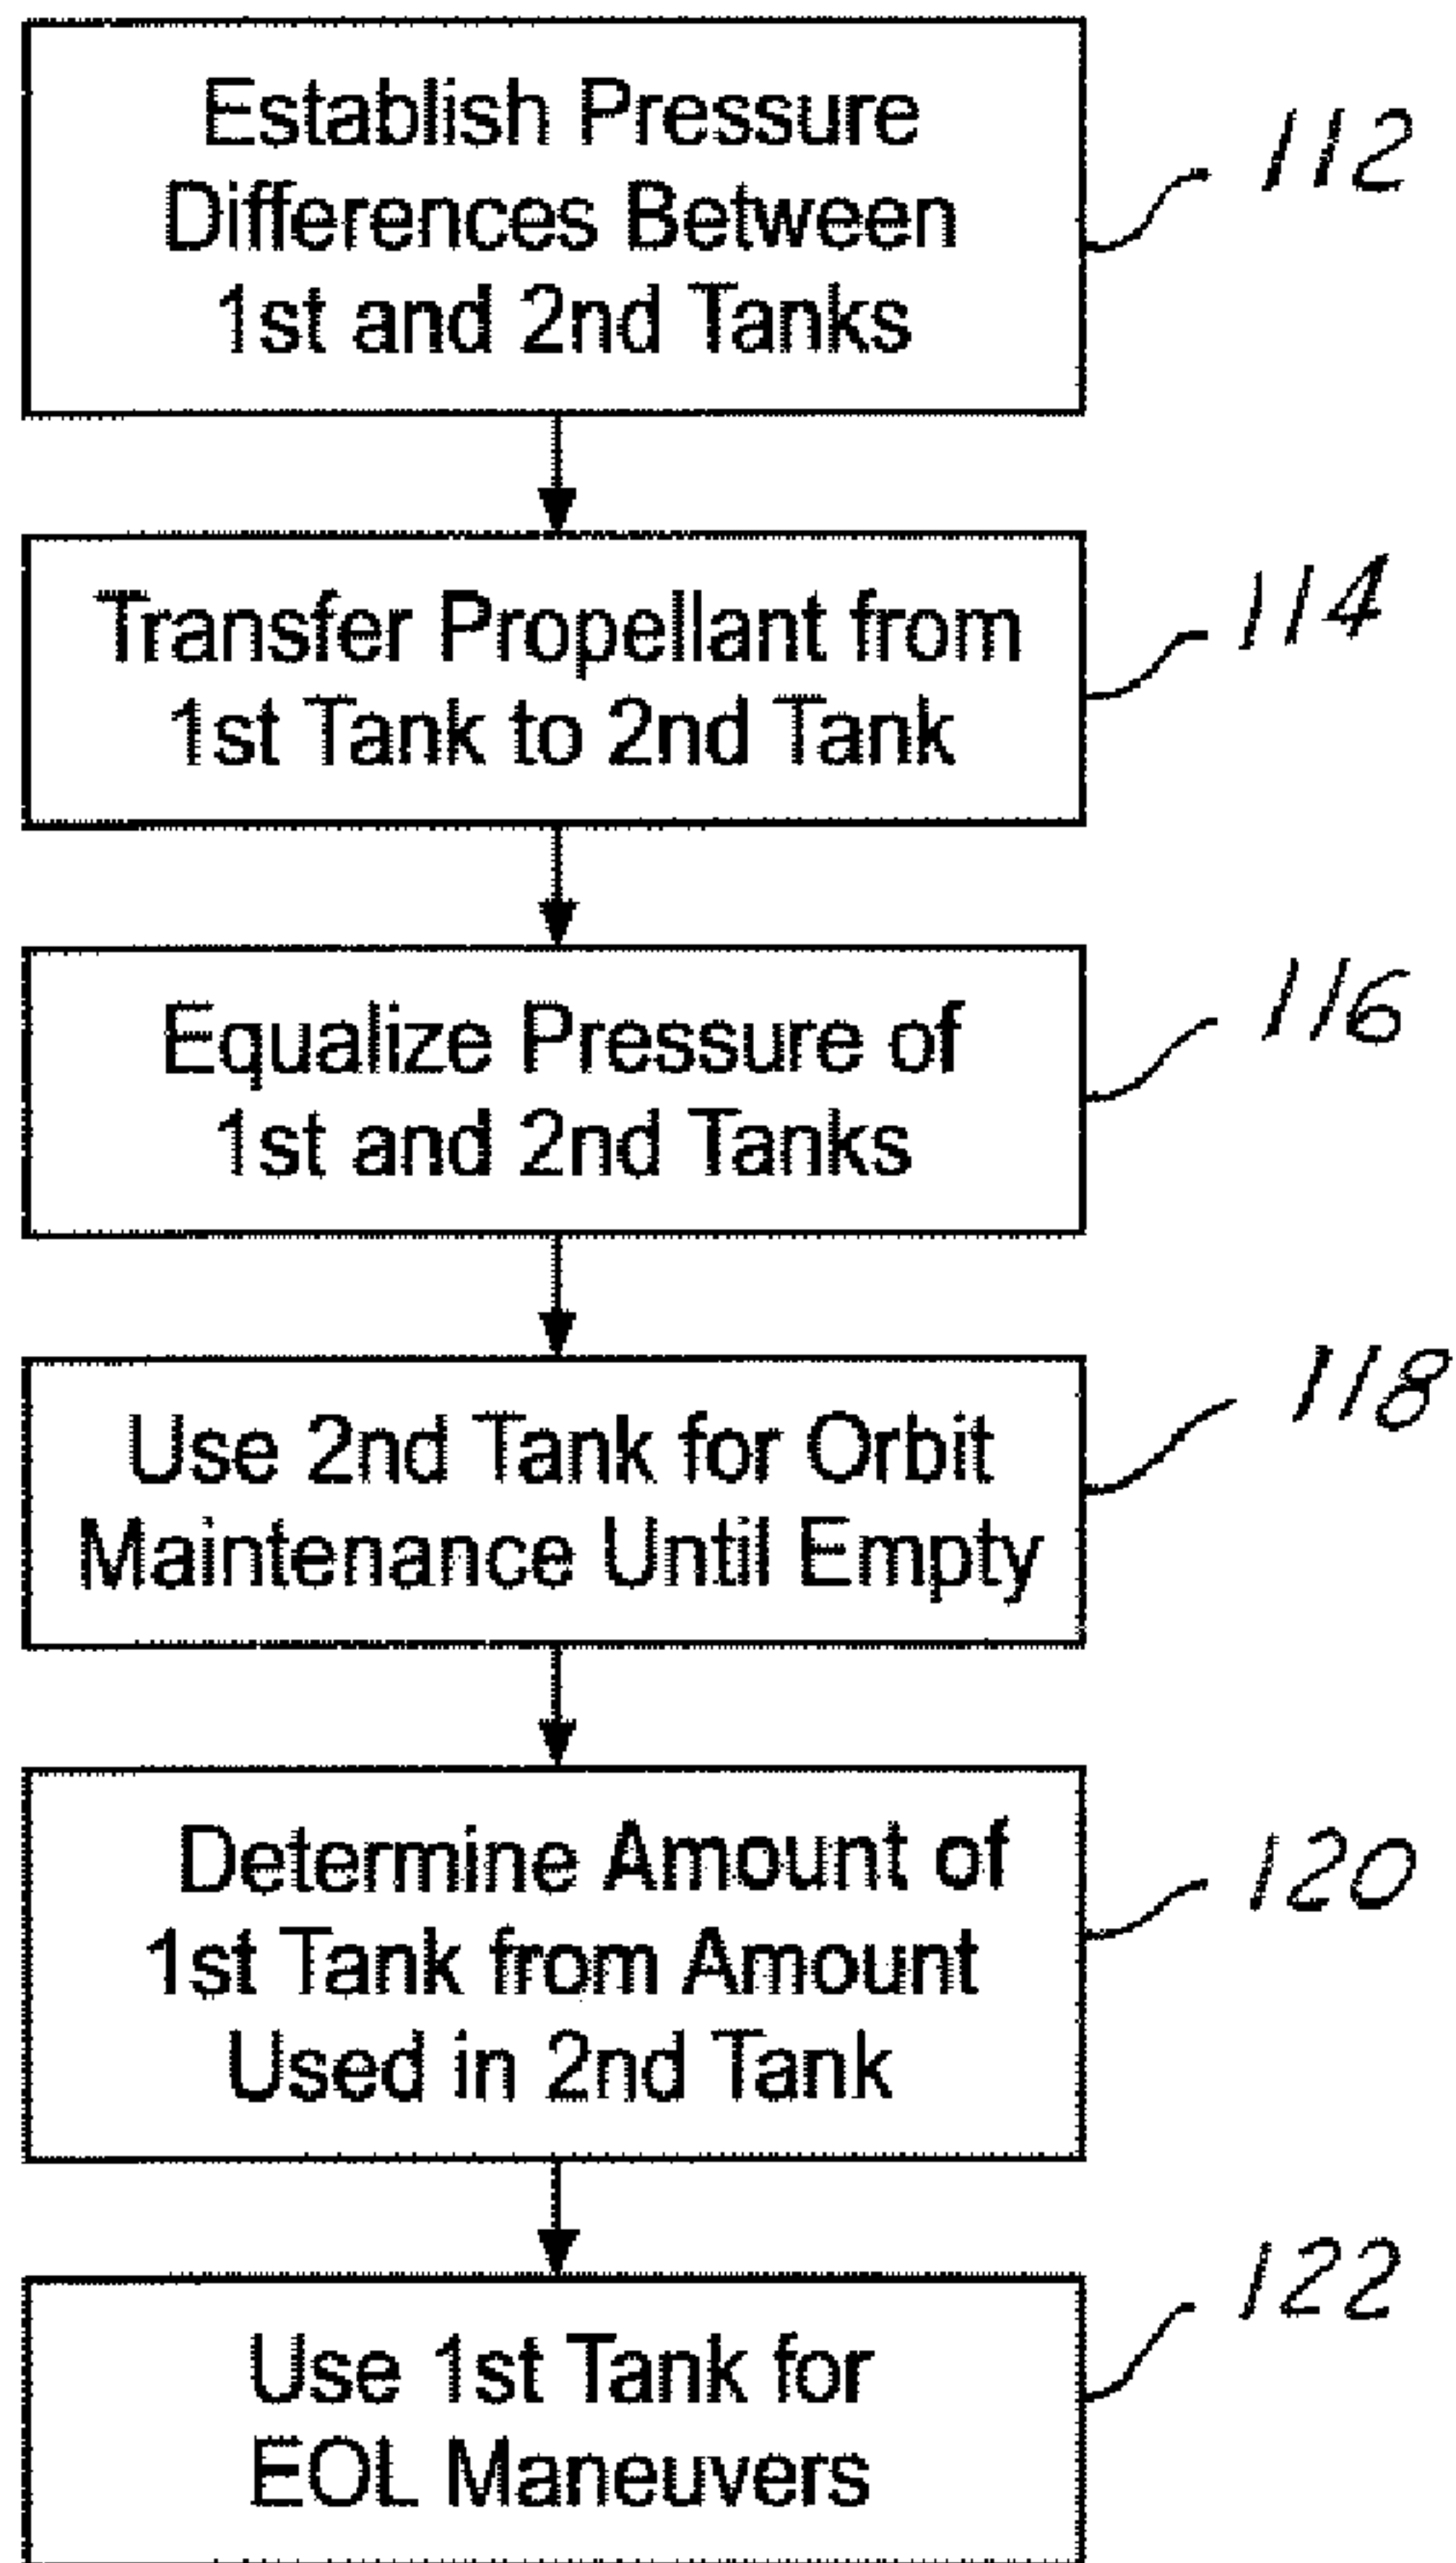 Establish Pressure
Differences Between
1st and 2nd Tanks
112
Transfer Propellant from
1st Tank to 2nd Tank
114
Equalize Pressure of
1st and 2nd Tanks
116
Use 2nd Tank for Orbit
Maintenance Until Empty
118
Determine Amount of
1st Tank from Amount
Used in 2nd Tank
120
Use 1st Tank for
EOL Maneuvers
122